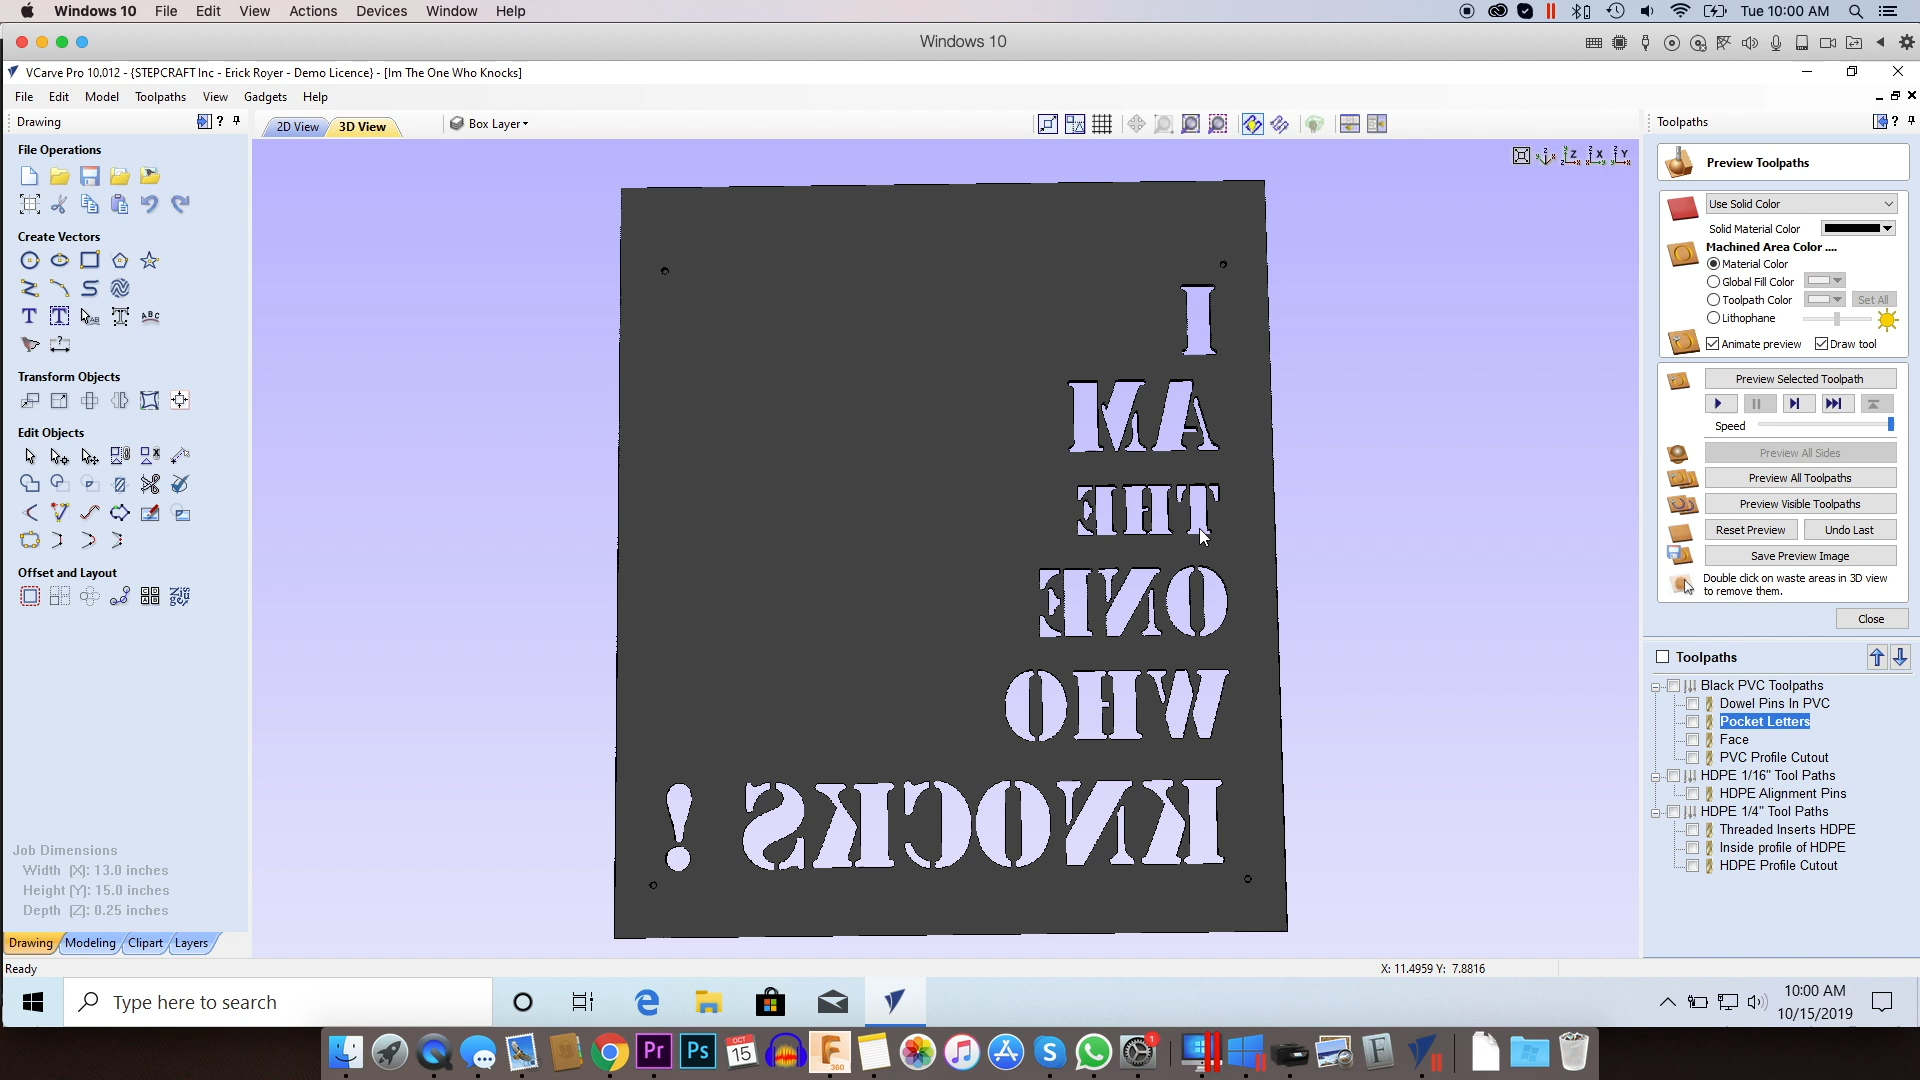 Windows 10 File Edit View Actions Devices Window Help
Tue 10:00 AM
Windows 10
VCarve Pro 10.012 - {STEPCRAFT Inc - Erick Royer - Demo Licence} - [Im The One Who Knocks]
File Edit Model Toolpaths View Gadgets Help
Drawing
2D View 3D View Box Layer
Toolpaths
File Operations
Create Vectors
Transform Objects
Edit Objects
Offset and Layout
Job Dimensions
Width (X): 13.0 inches
Height (Y): 15.0 inches
Depth (Z): 0.25 inches
Drawing Modeling Clipart Layers
Ready
I
AM
THE
ONE
WHO
KNOCKS !
Preview Toolpaths
Use Solid Color
Solid Material Color
Machined Area Color ....
Material Color
Global Fill Color
Toolpath Color Set All
Lithophane
Animate preview Draw tool
Preview Selected Toolpath
Speed
Preview All Sides
Preview All Toolpaths
Preview Visible Toolpaths
Reset Preview Undo Last
Save Preview Image
Double click on waste areas in 3D view
to remove them.
Close
Toolpaths
Black PVC Toolpaths
Dowel Pins In PVC
Pocket Letters
Face
PVC Profile Cutout
HDPE 1/16" Tool Paths
HDPE Alignment Pins
HDPE 1/4" Tool Paths
Threaded Inserts HDPE
Inside profile of HDPE
HDPE Profile Cutout
X: 11.4959 Y: 7.8816
Type here to search
10:00 AM
10/15/2019
Pr
Ps
OCT
15
F
360
1